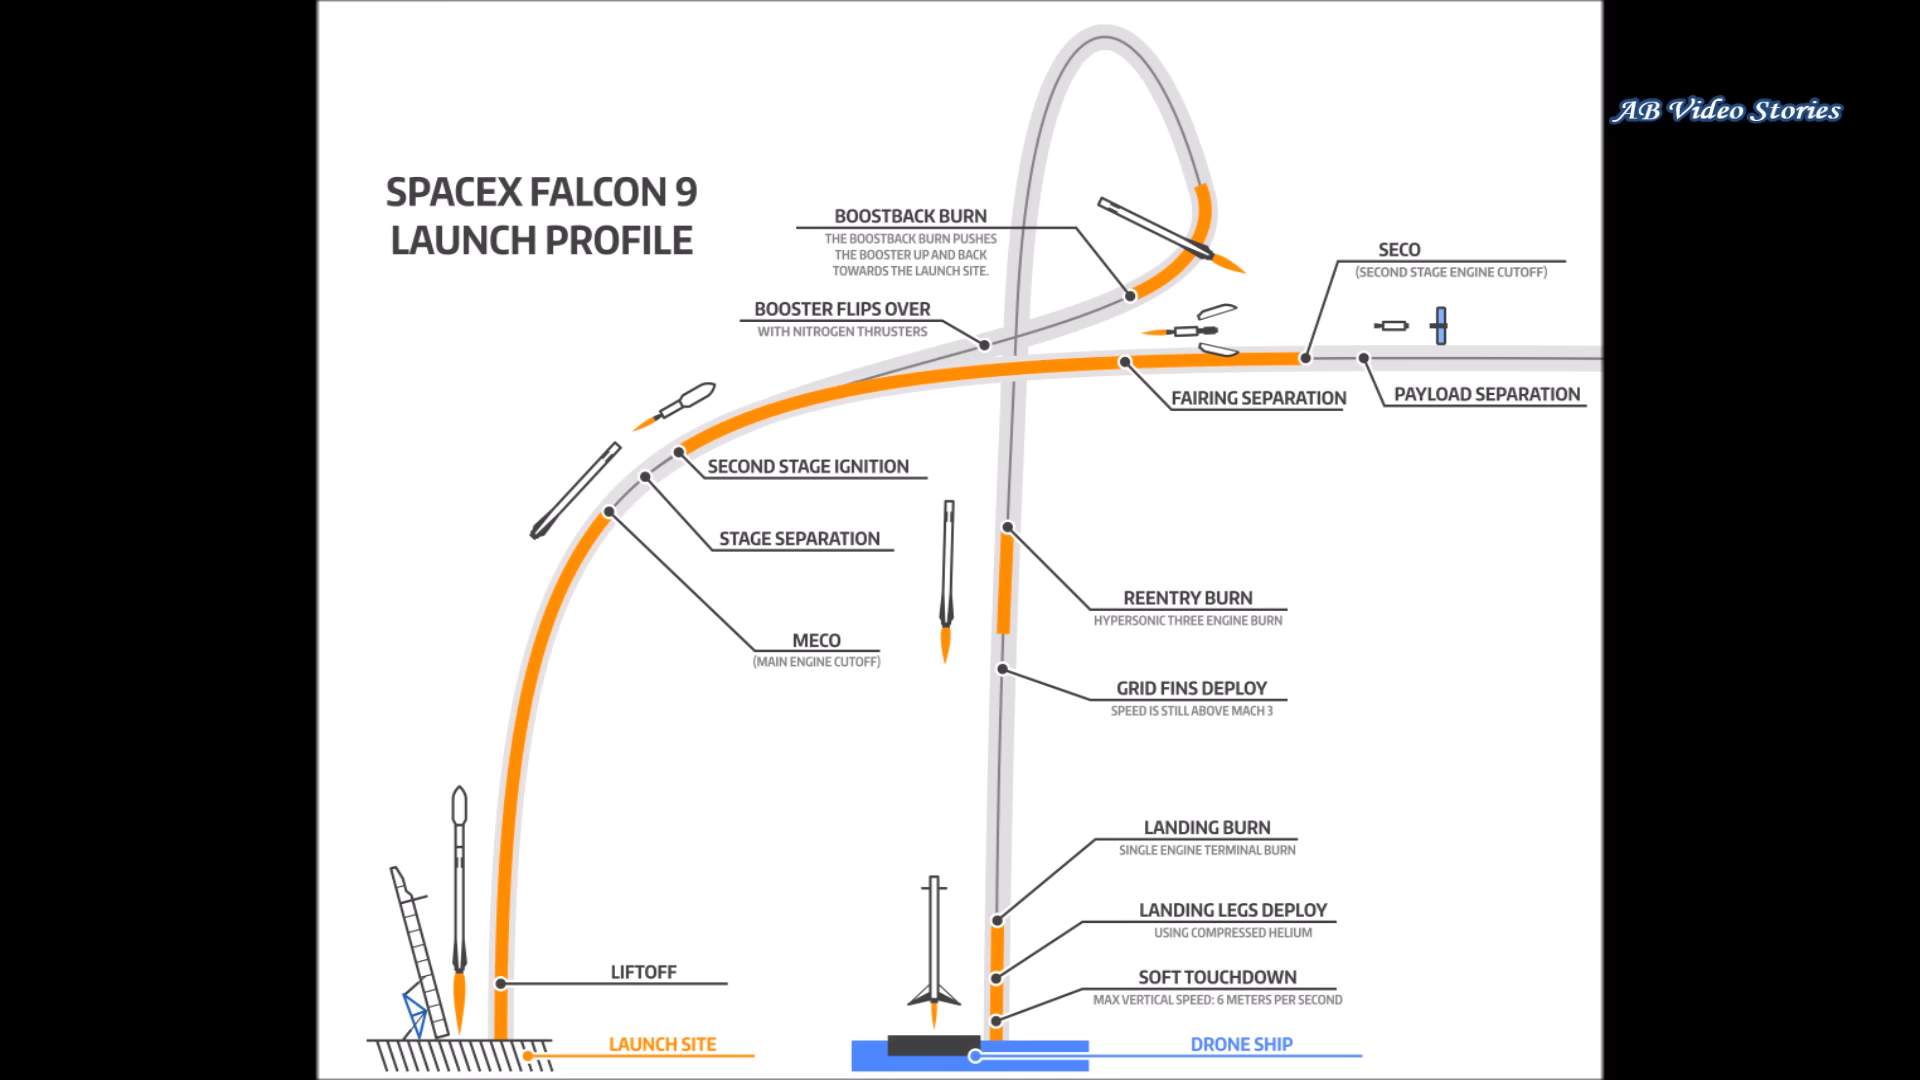 AB Video Stories
SPACEX FALCON 9
LAUNCH PROFILE
BOOSTBACK BURN
THE BOOSTBACK BURN PUSHES
THE BOOSTER UP AND BACK
TOWARDS THE LAUNCH SITE.
SECO
(SECOND STAGE ENGINE CUTOFF)
BOOSTER FLIPS OVER
WITH NITROGEN THRUSTERS
FAIRING SEPARATION
PAYLOAD SEPARATION
SECOND STAGE IGNITION
STAGE SEPARATION
MECO
(MAIN ENGINE CUTOFF)
REENTRY BURN
HYPERSONIC THREE ENGINE BURN
GRID FINS DEPLOY
SPEED IS STILL ABOVE MACH 3
LANDING BURN
SINGLE ENGINE TERMINAL BURN
LANDING LEGS DEPLOY
USING COMPRESSED HELIUM
LIFTOFF
SOFT TOUCHDOWN
MAX VERTICAL SPEED: 6 METERS PER SECOND
LAUNCH SITE
DRONE SHIP